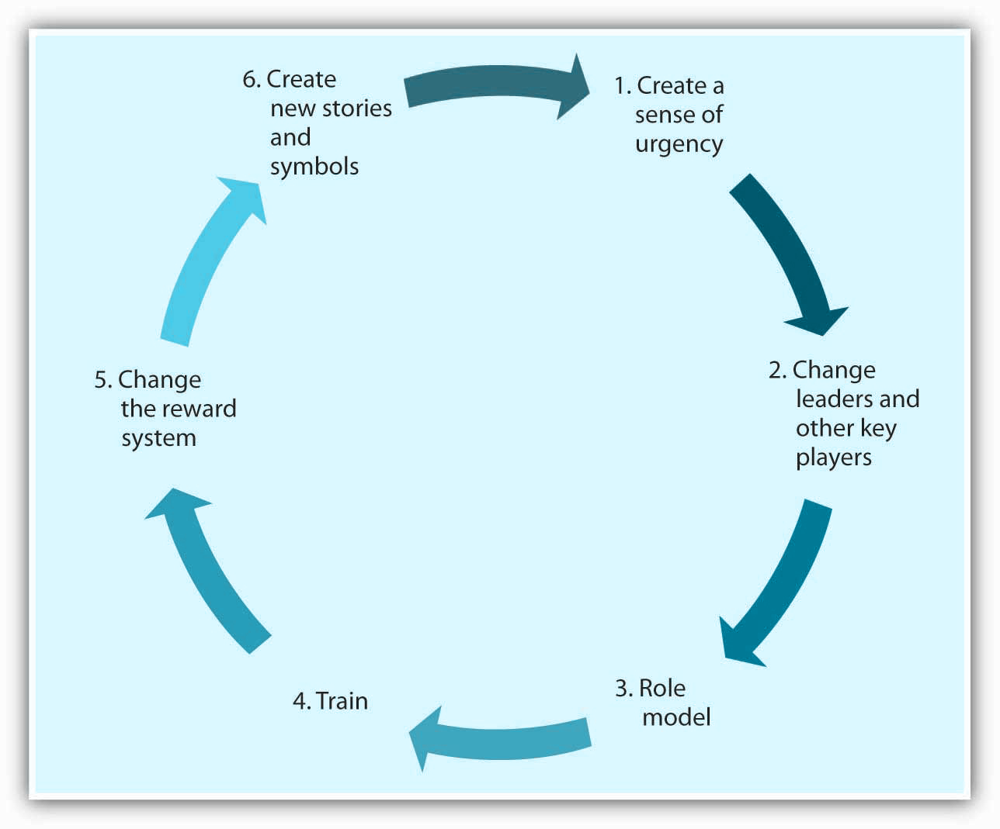 1. Create a
sense of
urgency
2. Change
leaders and
other key
players
3. Role
model
4. Train
5. Change
the reward
system
6. Create
new stories
and
symbols